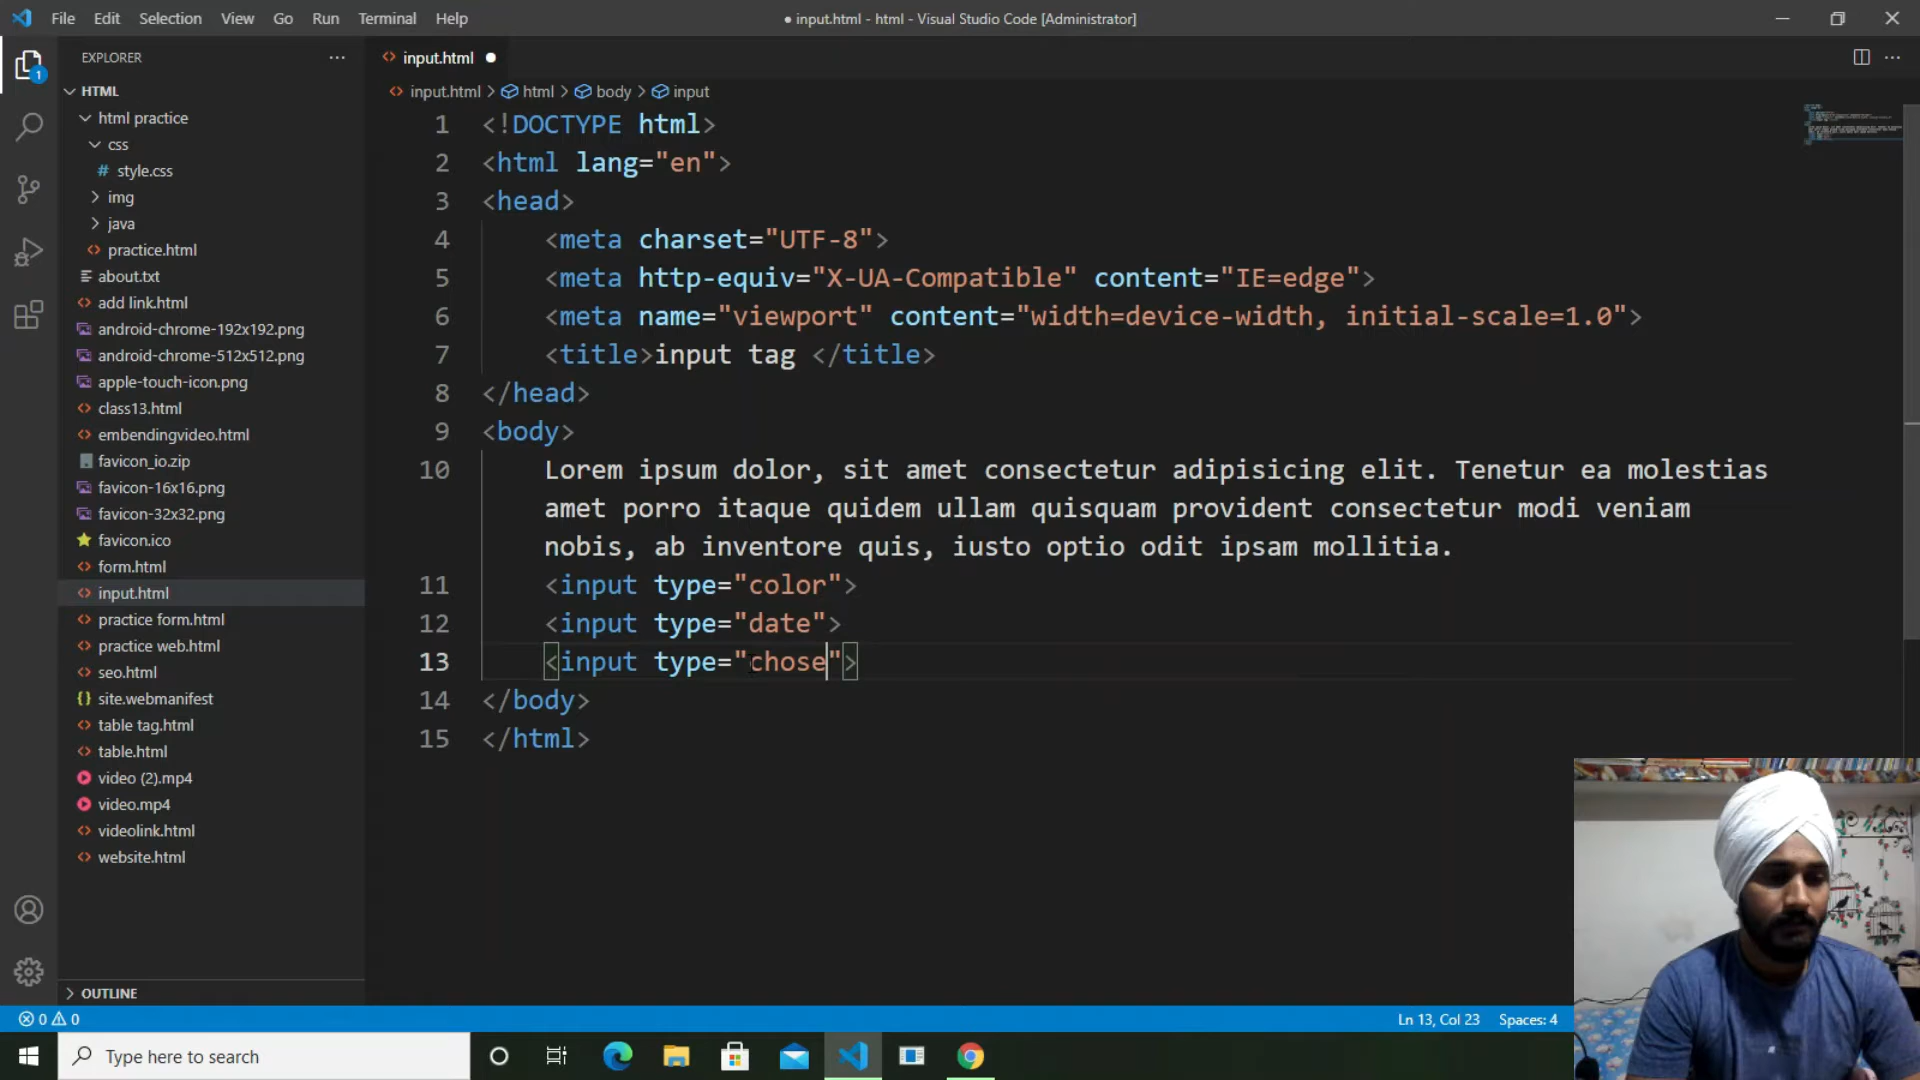 File Edit Selection View Go Run Terminal Help
● input.html - html - Visual Studio Code [Administrator]
EXPLORER
1
HTML
html practice
css
# style.css
img
java
practice.html
about.txt
add link.html
android-chrome-192x192.png
android-chrome-512x512.png
apple-touch-icon.png
class13.html
embendingvideo.html
favicon_io.zip
favicon-16x16.png
favicon-32x32.png
favicon.ico
form.html
input.html
practice form.html
practice web.html
seo.html
site.webmanifest
table tag.html
table.html
video (2).mp4
video.mp4
videolink.html
website.html
OUTLINE
input.html
input.html > html > body > input
1 <!DOCTYPE html>
2 <html lang="en">
3 <head>
4 <meta charset="UTF-8">
5 <meta http-equiv="X-UA-Compatible" content="IE=edge">
6 <meta name="viewport" content="width=device-width, initial-scale=1.0">
7 <title>input tag </title>
8 </head>
9 <body>
10 Lorem ipsum dolor, sit amet consectetur adipisicing elit. Tenetur ea molestias
amet porro itaque quidem ullam quisquam provident consectetur modi veniam
nobis, ab inventore quis, iusto optio odit ipsam mollitia.
11 <input type="color">
12 <input type="date">
13 <input type="chose">
14 </body>
15 </html>
0 0
Ln 13, Col 23 Spaces: 4
Type here to search